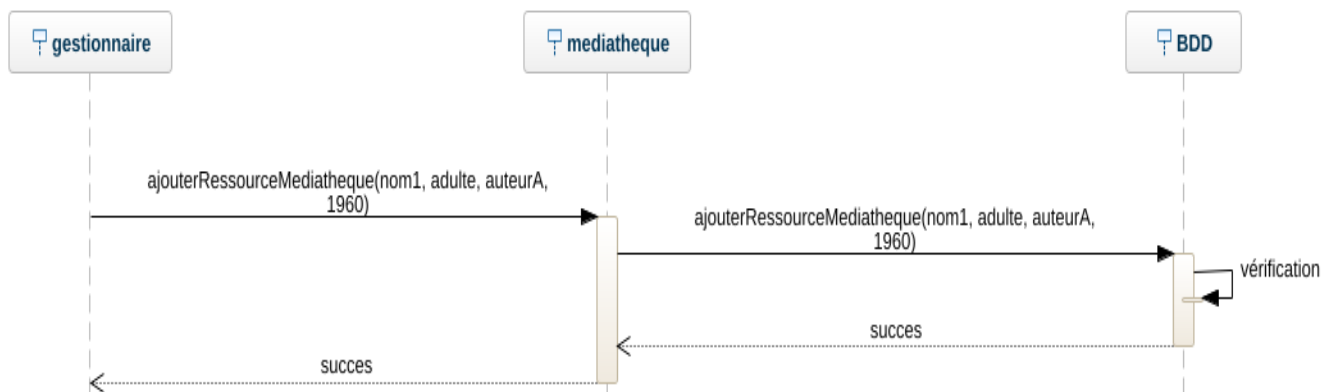 gestionnaire
mediatheque
BDD
ajouterRessourceMediatheque(nom1, adulte, auteurA,
1960)
ajouterRessourceMediatheque(nom1, adulte, auteurA,
1960)
vérification
succes
succes